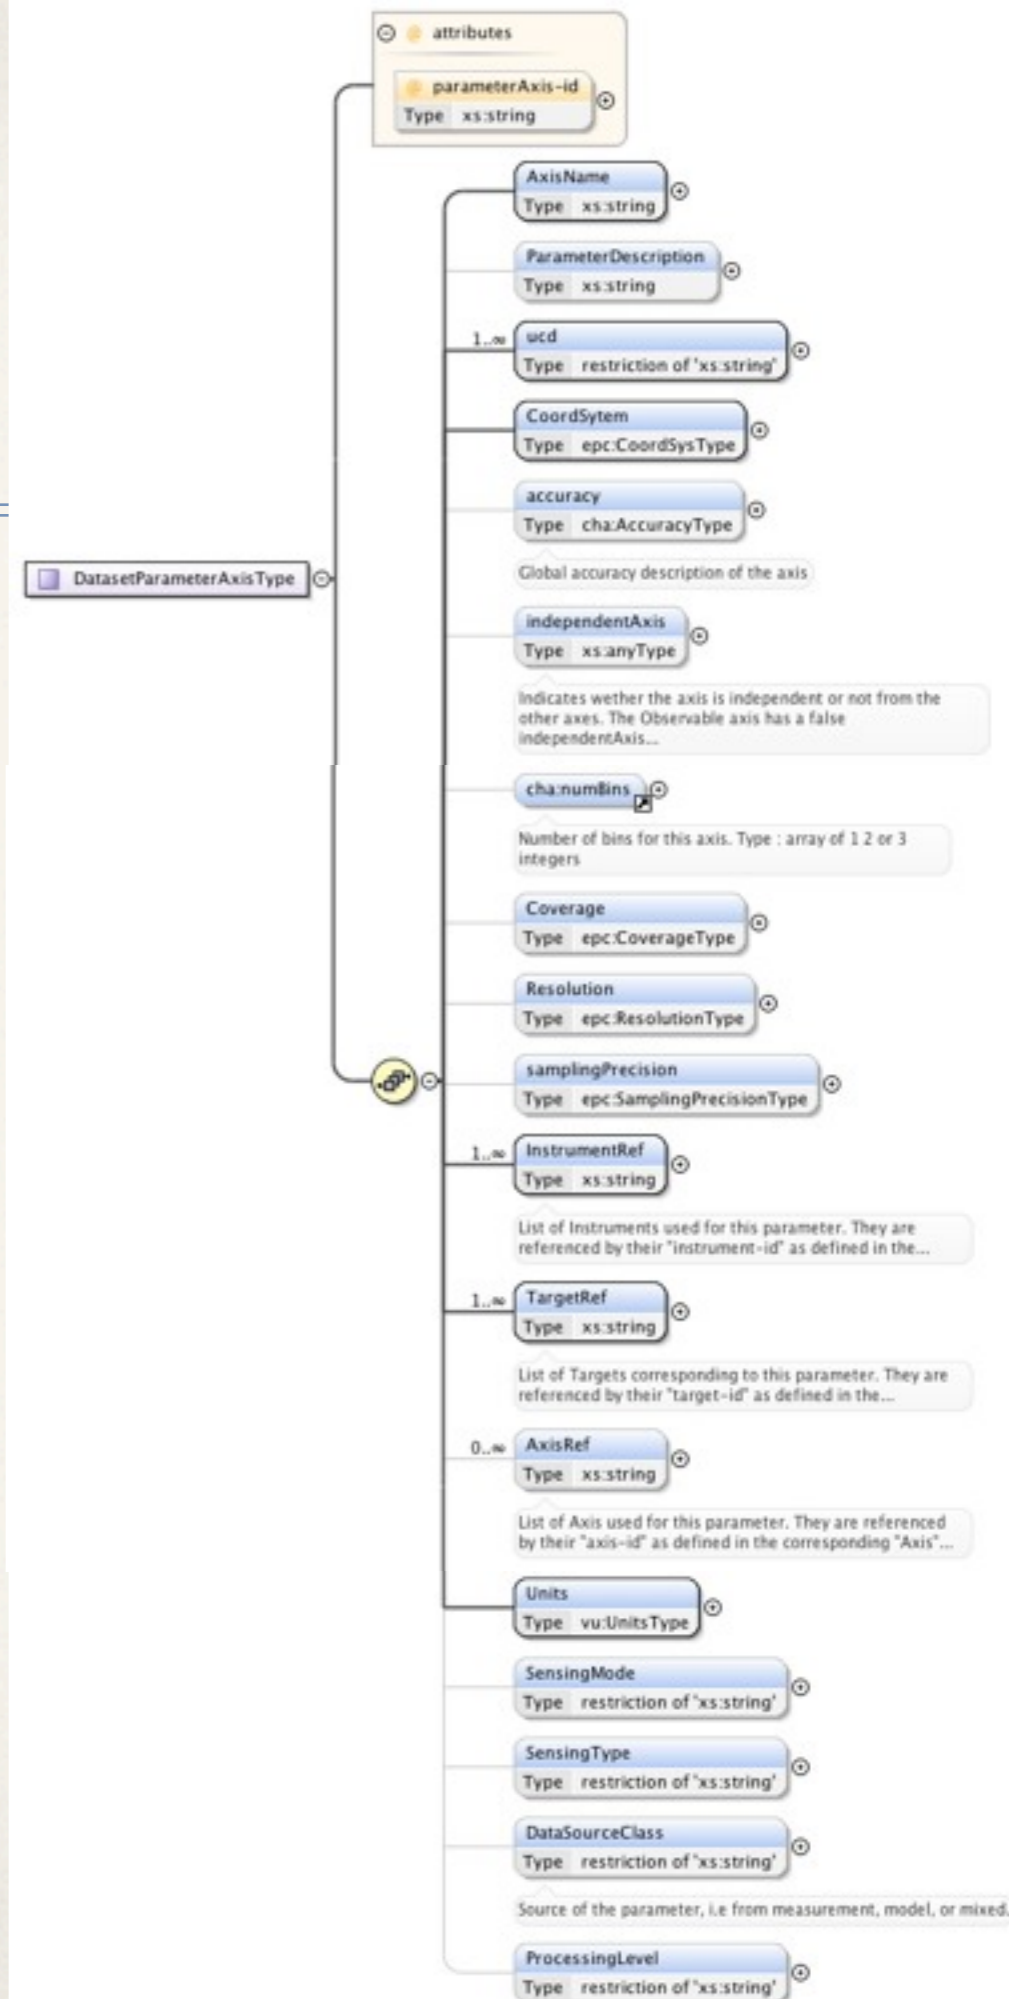 attributes
parameterAxis-id
Type xs:string
AxisName
Type xs:string
ParameterDescription
Type xs:string
1..∞
ucd
Type restriction of 'xs:string'
CoordSytem
Type epc:CoordSysType
accuracy
Type cha:AccuracyType
Global accuracy description of the axis
DatasetParameterAxisType
independentAxis
Type xs:anyType
Indicates wether the axis is independent or not from the
other axes. The Observable axis has a false
independentAxis...
cha:numBins
Number of bins for this axis. Type : array of 1 2 or 3
integers
Coverage
Type epc:CoverageType
Resolution
Type epc:ResolutionType
samplingPrecision
Type epc:SamplingPrecisionType
1..∞
InstrumentRef
Type xs:string
List of Instruments used for this parameter. They are
referenced by their "instrument-id" as defined in the...
1..∞
TargetRef
Type xs:string
List of Targets corresponding to this parameter. They are
referenced by their "target-id" as defined in the...
0..∞
AxisRef
Type xs:string
List of Axis used for this parameter. They are referenced
by their "axis-id" as defined in the corresponding "Axis"...
Units
Type vu:UnitsType
SensingMode
Type restriction of 'xs:string'
SensingType
Type restriction of 'xs:string'
DataSourceClass
Type restriction of 'xs:string'
Source of the parameter, i.e from measurement, model, or mixed.
ProcessingLevel
Type restriction of 'xs:string'